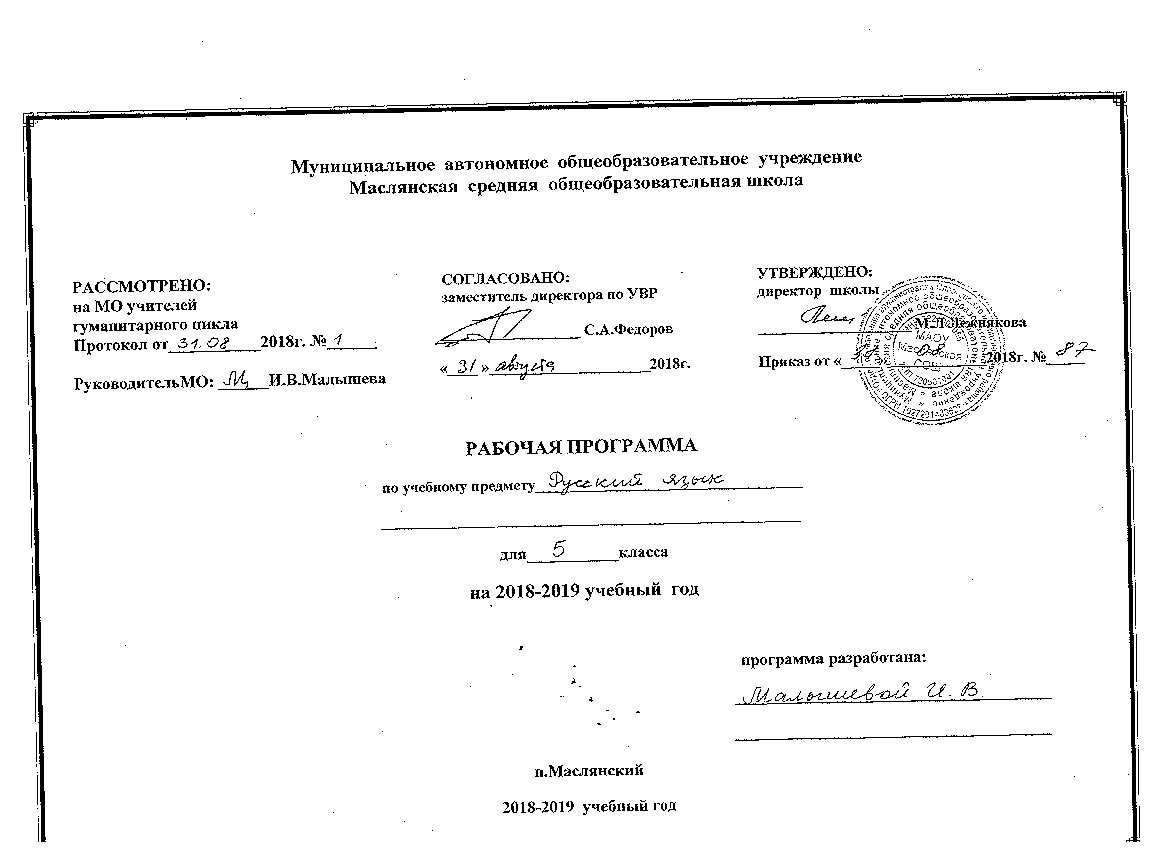 Муниципальное автономное общеобразовательное учреждение
Маслянская средняя общеобразовательная школа
РАССМОТРЕНО:
на МО учителей
гуманитарного цикла
Протокол от 31.08 2018г. № 1
РуководительМО: И.В.Малышева
СОГЛАСОВАНО:
заместитель директора по УВР
С.А.Федоров
« 31 » августа 2018г.
УТВЕРЖДЕНО:
директор школы
Приказ от « 08 2018г. № 87
МАОУ
СОШ
РАБОЧАЯ ПРОГРАММА
по учебному предмету Русский язык
для 5 класса
на 2018-2019 учебный год
программа разработана:
Малышевой И. В.
п.Маслянский
2018-2019 учебный год